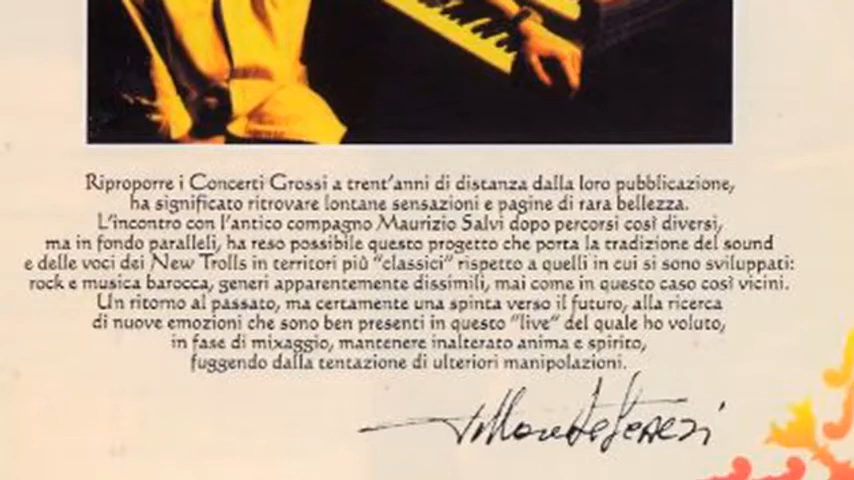 Riproporre i Concerti Grossi a trent'anni di distanza dalla loro pubblicazione,
ha significato ritrovare lontane sensazioni e pagine di rara bellezza.
L'incontro con l'antico compagno Maurizio Salvi dopo percorsi così diversi,
ma in fondo paralleli, ha reso possibile questo progetto che porta la tradizione del sound
e delle voci dei New Trolls in territori più "classici" rispetto a quelli in cui si sono sviluppati:
rock e musica barocca, generi apparentemente dissimili, mai come in questo caso così vicini.
Un ritorno al passato, ma certamente una spinta verso il futuro, alla ricerca
di nuove emozioni che sono ben presenti in questo "live" del quale ho voluto,
in fase di mixaggio, mantenere inalterato anima e spirito,
fuggendo dalla tentazione di ulteriori manipolazioni.